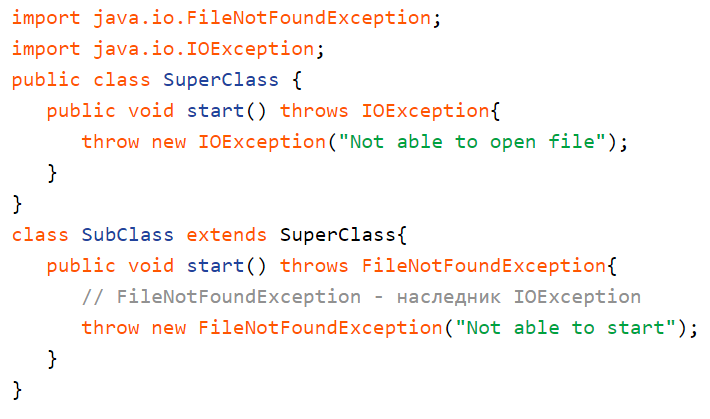 import java.io.FileNotFoundException;
import java.io.IOException;
public class SuperClass {
   public void start() throws IOException{
      throw new IOException("Not able to open file");
   }
}
class SubClass extends SuperClass{
   public void start() throws FileNotFoundException{
      // FileNotFoundException - наследник IOException
      throw new FileNotFoundException("Not able to start");
   }
}